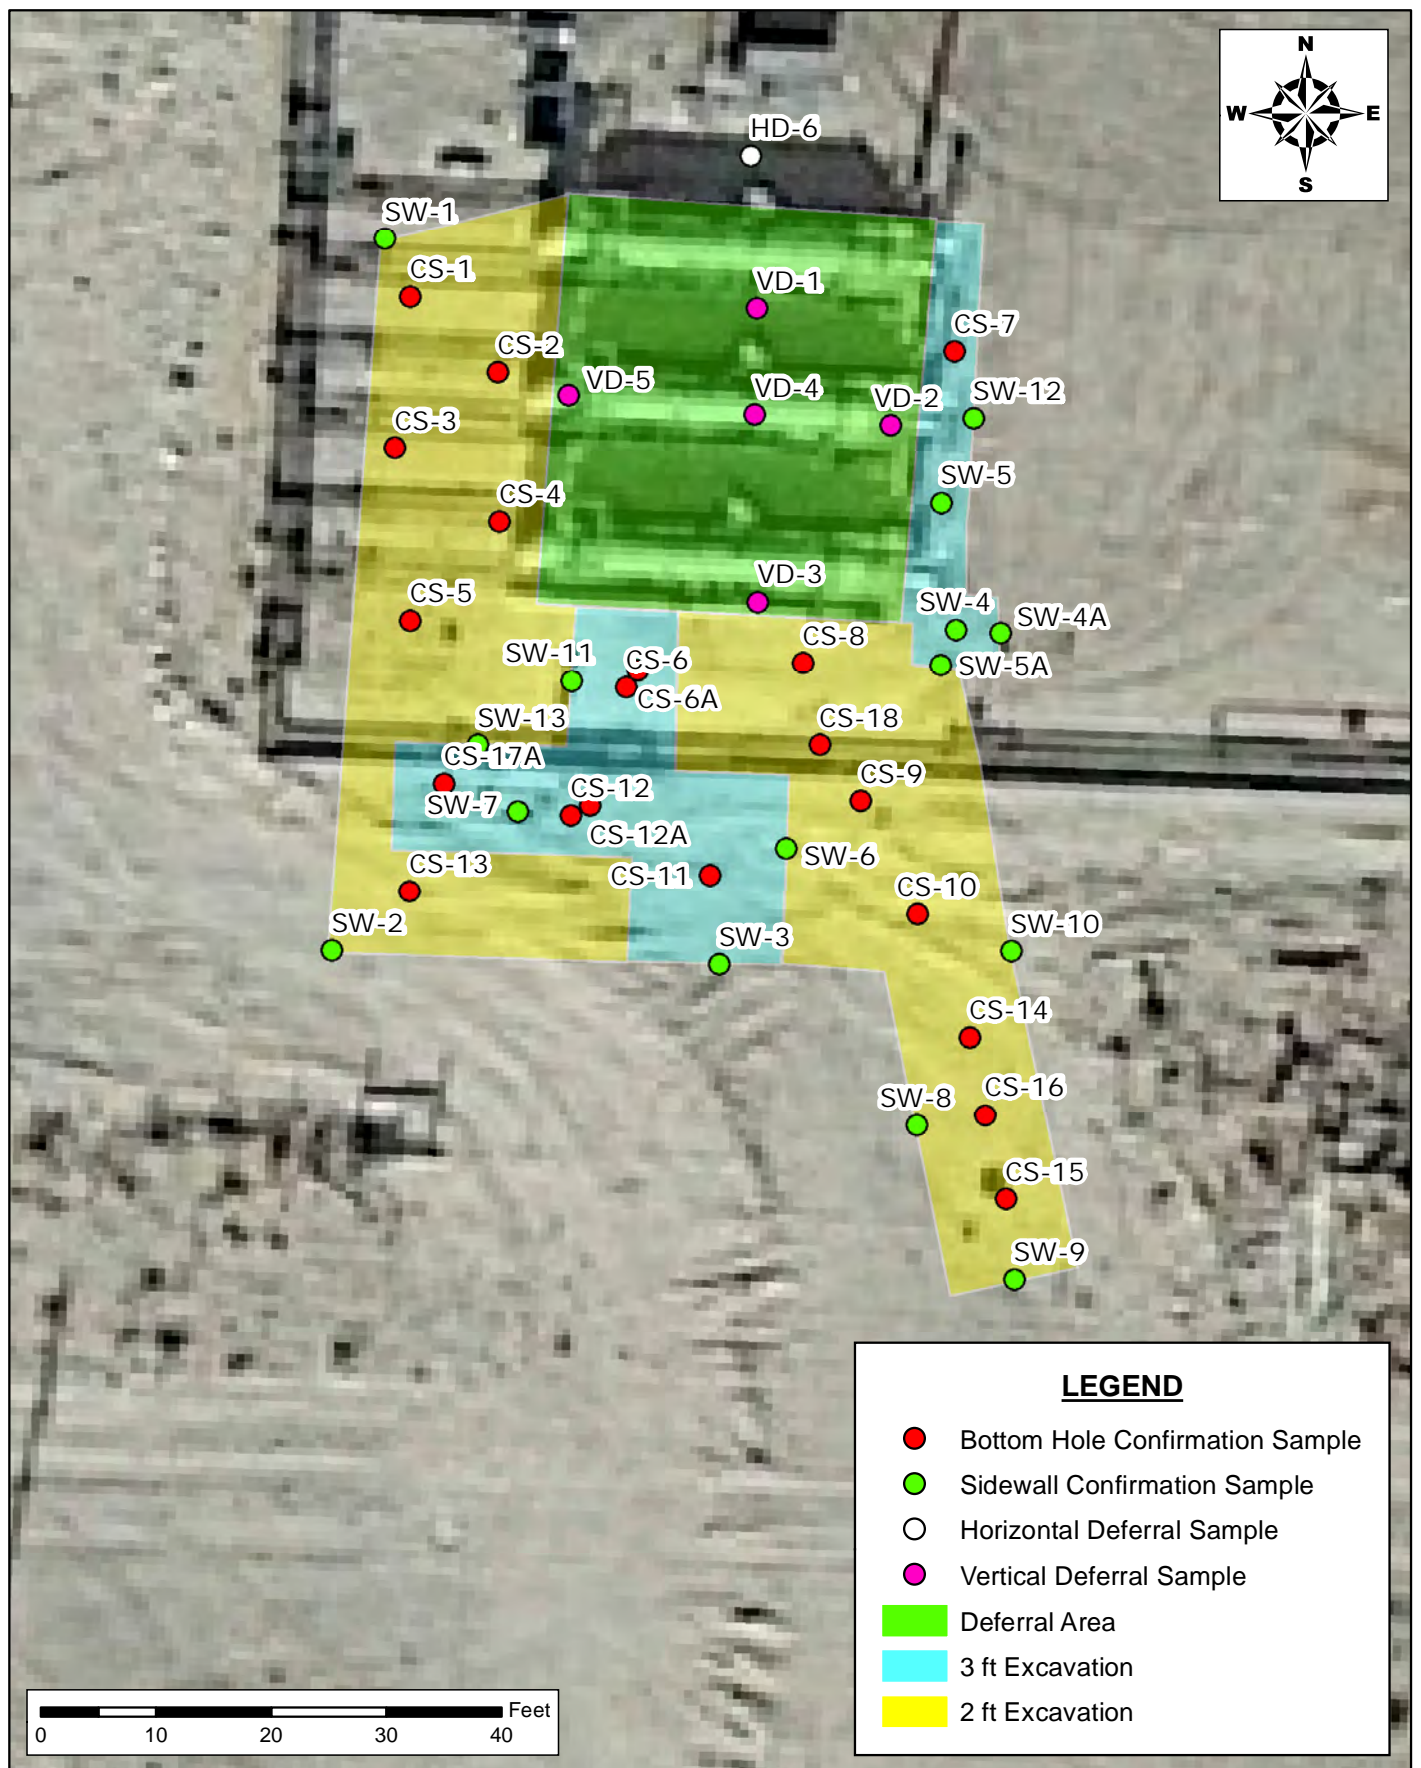 N
W E
S
HD-6
SW-1
CS-1
VD-1
CS-7
CS-2
VD-5
VD-4
VD-2
SW-12
CS-3
SW-5
CS-4
VD-3
CS-5
SW-4
SW-4A
SW-11
CS-6
CS-8
SW-5A
CS-6A
SW-13
CS-18
CS-17A
CS-12
CS-9
SW-7
CS-12A
SW-6
CS-13
CS-11
CS-10
SW-2
SW-3
SW-10
CS-14
CS-16
SW-8
CS-15
SW-9
LEGEND
Bottom Hole Confirmation Sample
Sidewall Confirmation Sample
Horizontal Deferral Sample
Vertical Deferral Sample
Deferral Area
3 ft Excavation
2 ft Excavation
Feet
0 10 20 30 40